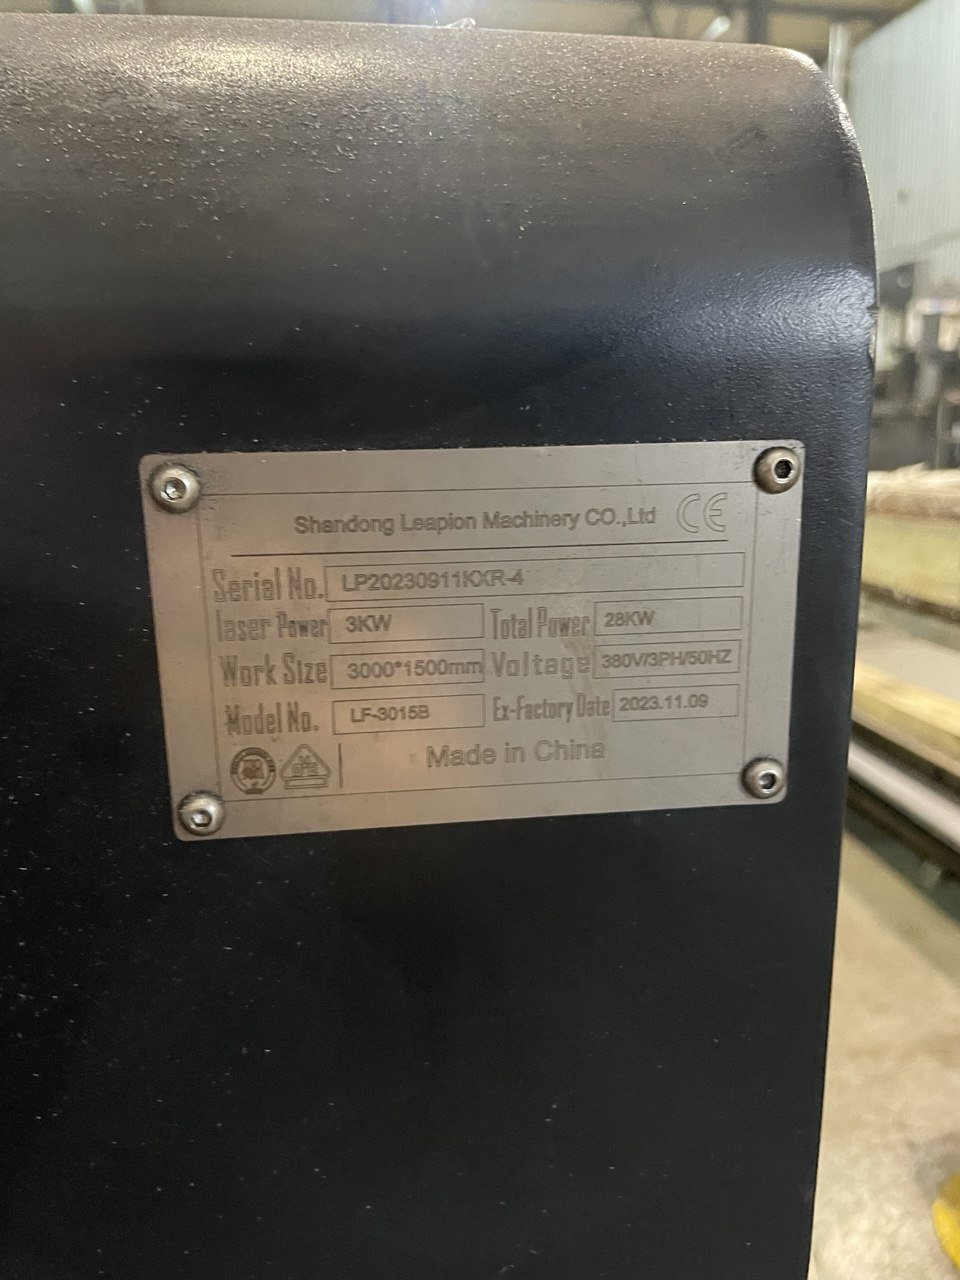 Shandong Leapion Machinery CO.,Ltd CE
Serial No. LP20230911KXR-4
laser Power 3KW Total Power 28KW
Work Size 3000*1500mm Voltage 380V/3PH/50HZ
Model No. LF-3015B Ex-Factory Date 2023.11.09
Made in China